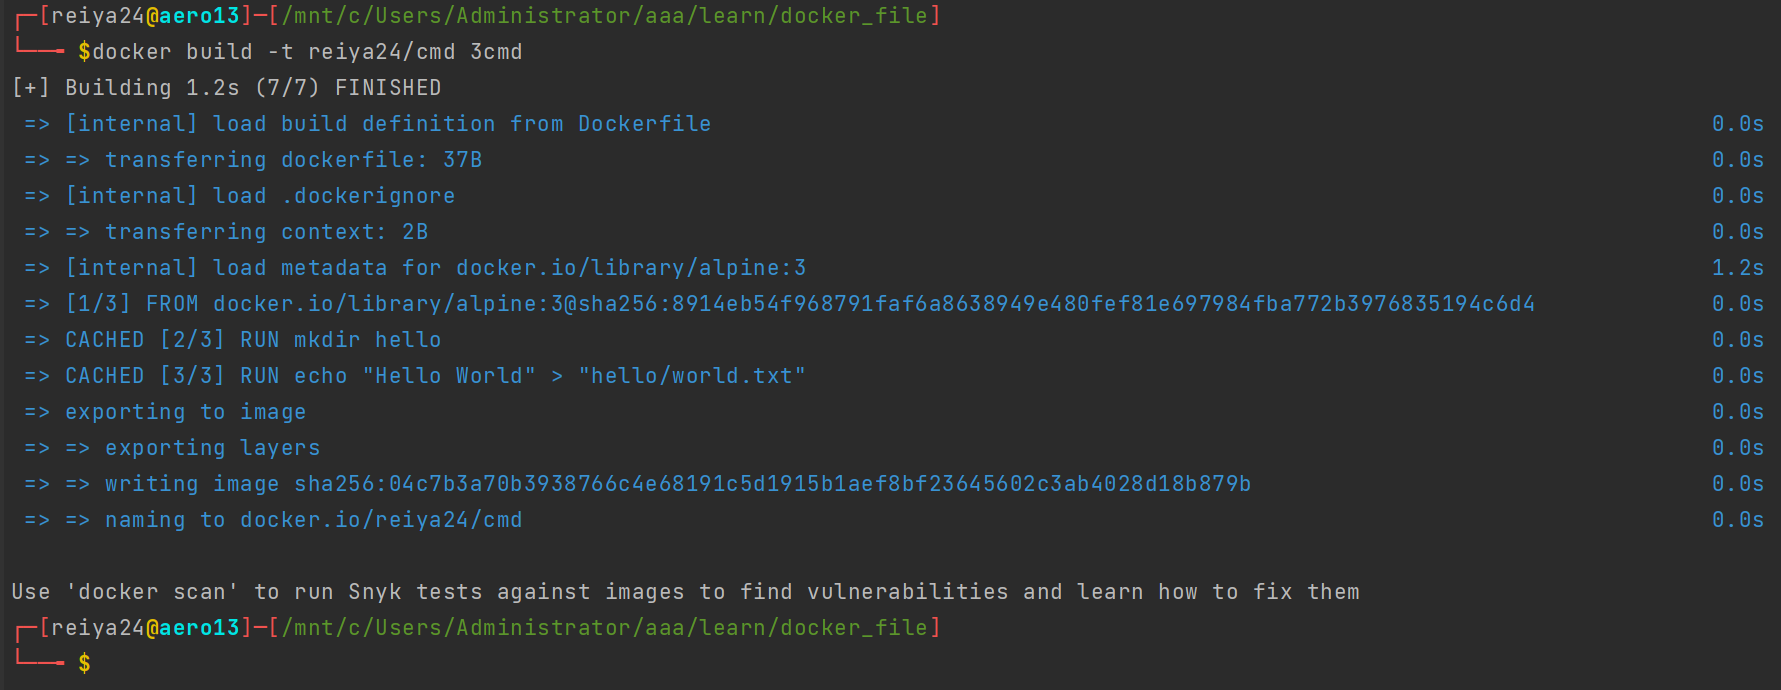 ┌─[reiya24@aero13]─[/mnt/c/Users/Administrator/aaa/learn/docker_file]
└──╼ $docker build -t reiya24/cmd 3cmd
[+] Building 1.2s (7/7) FINISHED
 => [internal] load build definition from Dockerfile 0.0s
 => => transferring dockerfile: 37B 0.0s
 => [internal] load .dockerignore 0.0s
 => => transferring context: 2B 0.0s
 => [internal] load metadata for docker.io/library/alpine:3 1.2s
 => [1/3] FROM docker.io/library/alpine:3@sha256:8914eb54f968791faf6a8638949e480fef81e697984fba772b3976835194c6d4 0.0s
 => CACHED [2/3] RUN mkdir hello 0.0s
 => CACHED [3/3] RUN echo "Hello World" > "hello/world.txt" 0.0s
 => exporting to image 0.0s
 => => exporting layers 0.0s
 => => writing image sha256:04c7b3a70b3938766c4e68191c5d1915b1aef8bf23645602c3ab4028d18b879b 0.0s
 => => naming to docker.io/reiya24/cmd 0.0s
Use 'docker scan' to run Snyk tests against images to find vulnerabilities and learn how to fix them
┌─[reiya24@aero13]─[/mnt/c/Users/Administrator/aaa/learn/docker_file]
└──╼ $